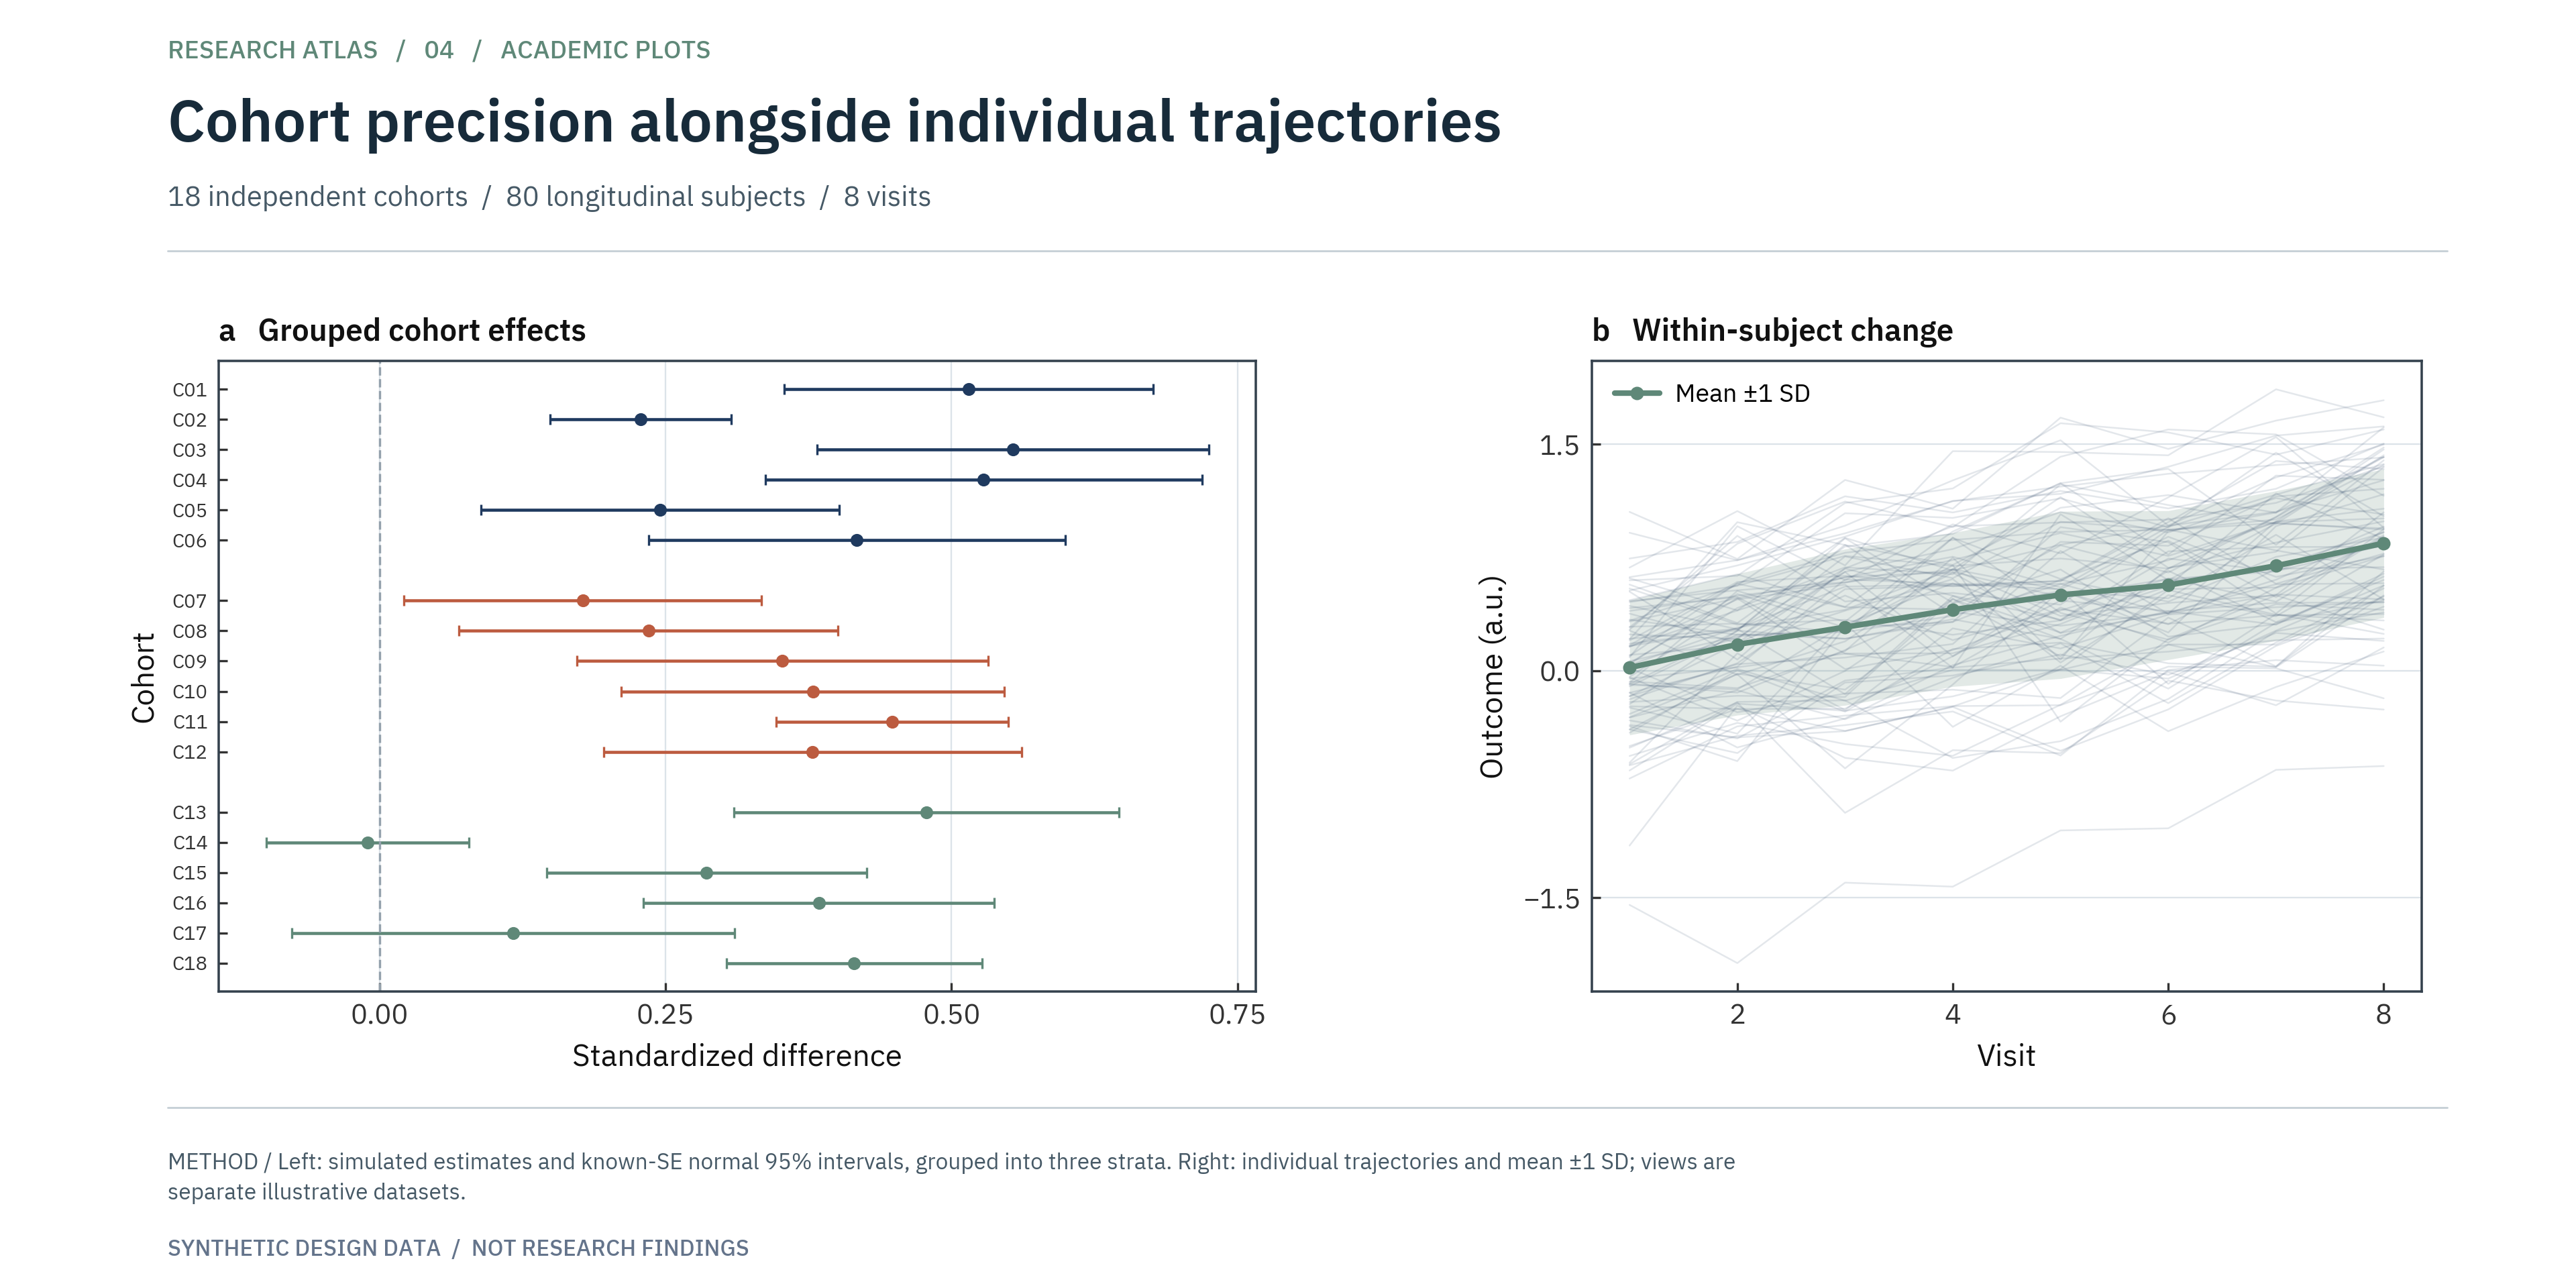 RESEARCH ATLAS / 04 / ACADEMIC PLOTS
Cohort precision alongside individual trajectories
18 independent cohorts / 80 longitudinal subjects / 8 visits
a Grouped cohort effects
Cohort
C01
C02
C03
C04
C05
C06
C07
C08
C09
C10
C11
C12
C13
C14
C15
C16
C17
C18
0.00 0.25 0.50 0.75
Standardized difference
b Within-subject change
Mean ±1 SD
Outcome (a.u.)
1.5
0.0
−1.5
2 4 6 8
Visit
METHOD / Left: simulated estimates and known-SE normal 95% intervals, grouped into three strata. Right: individual trajectories and mean ±1 SD; views are
separate illustrative datasets.
SYNTHETIC DESIGN DATA / NOT RESEARCH FINDINGS